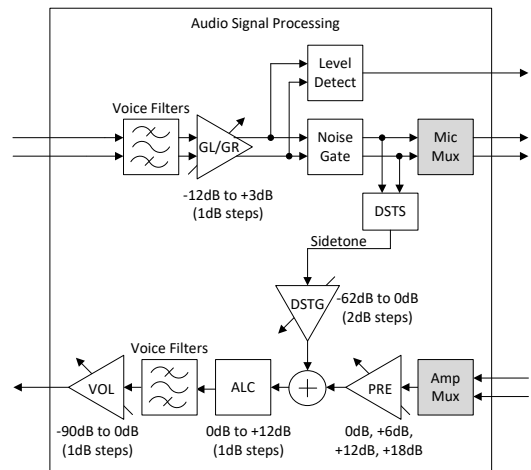 Audio Signal Processing
Level
Detect
Voice Filters
GL/GR
Noise
Gate
Mic
Mux
-12dB to +3dB
(1dB steps)
DSTS
Sidetone
DSTG
-62dB to 0dB
(2dB steps)
Voice Filters
VOL
ALC
PRE
Amp
Mux
-90dB to 0dB
(1dB steps)
0dB to +12dB
(1dB steps)
0dB, +6dB,
+12dB, +18dB